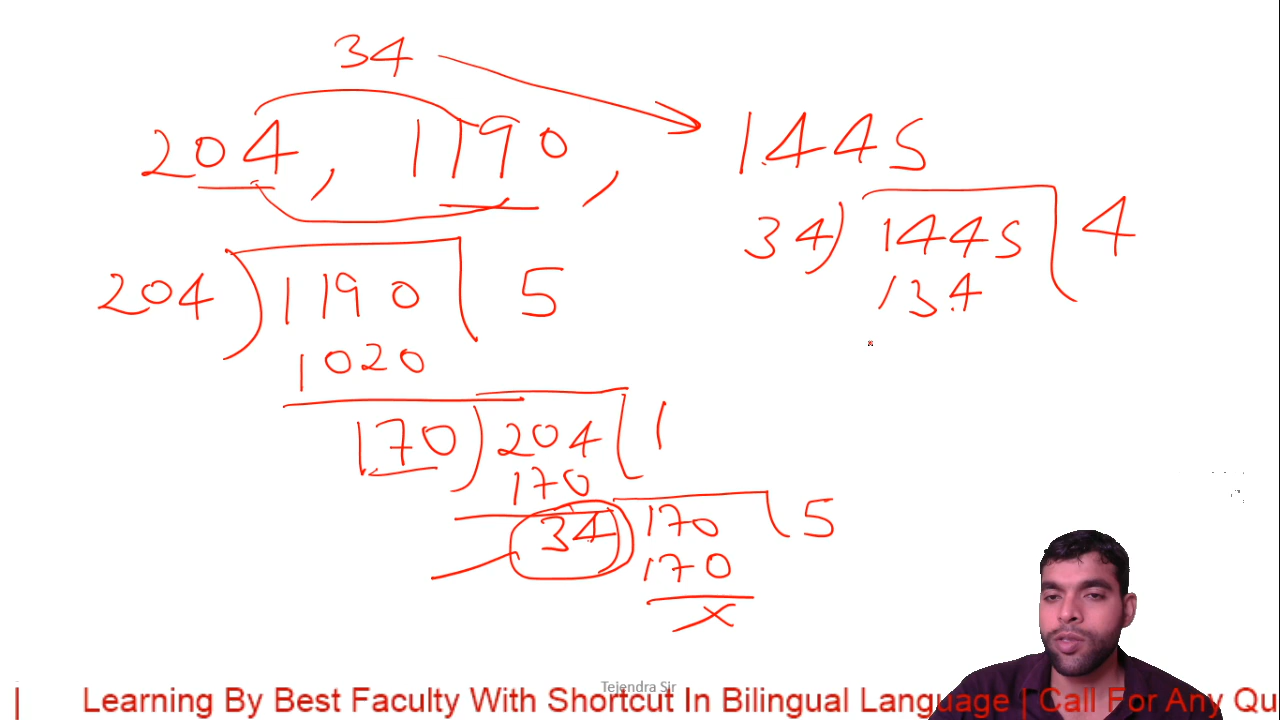 34
204, 1190, 1445
34) 1445 4
134
204) 1190 5
1020
170) 204 1
170
34) 170 5
170
x
Tejendra Sir
| Learning By Best Faculty With Shortcut In Bilingual Language | Call For Any Qu